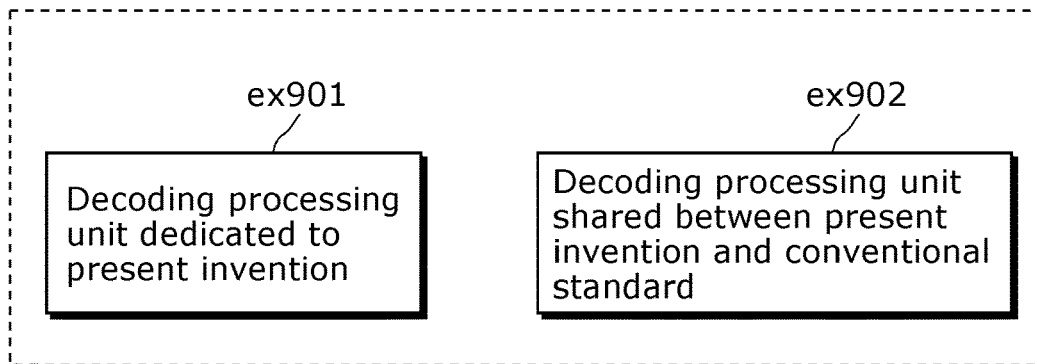 ex901
ex902
Decoding processing
unit dedicated to
present invention
Decoding processing unit
shared between present
invention and conventional
standard